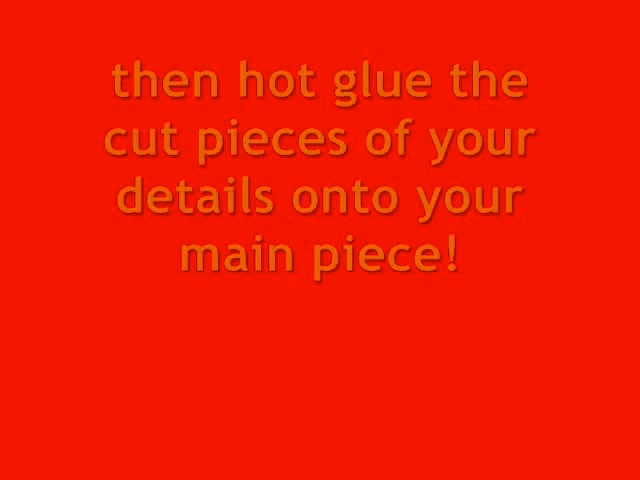 then hot glue the
cut pieces of your
details onto your
main piece!